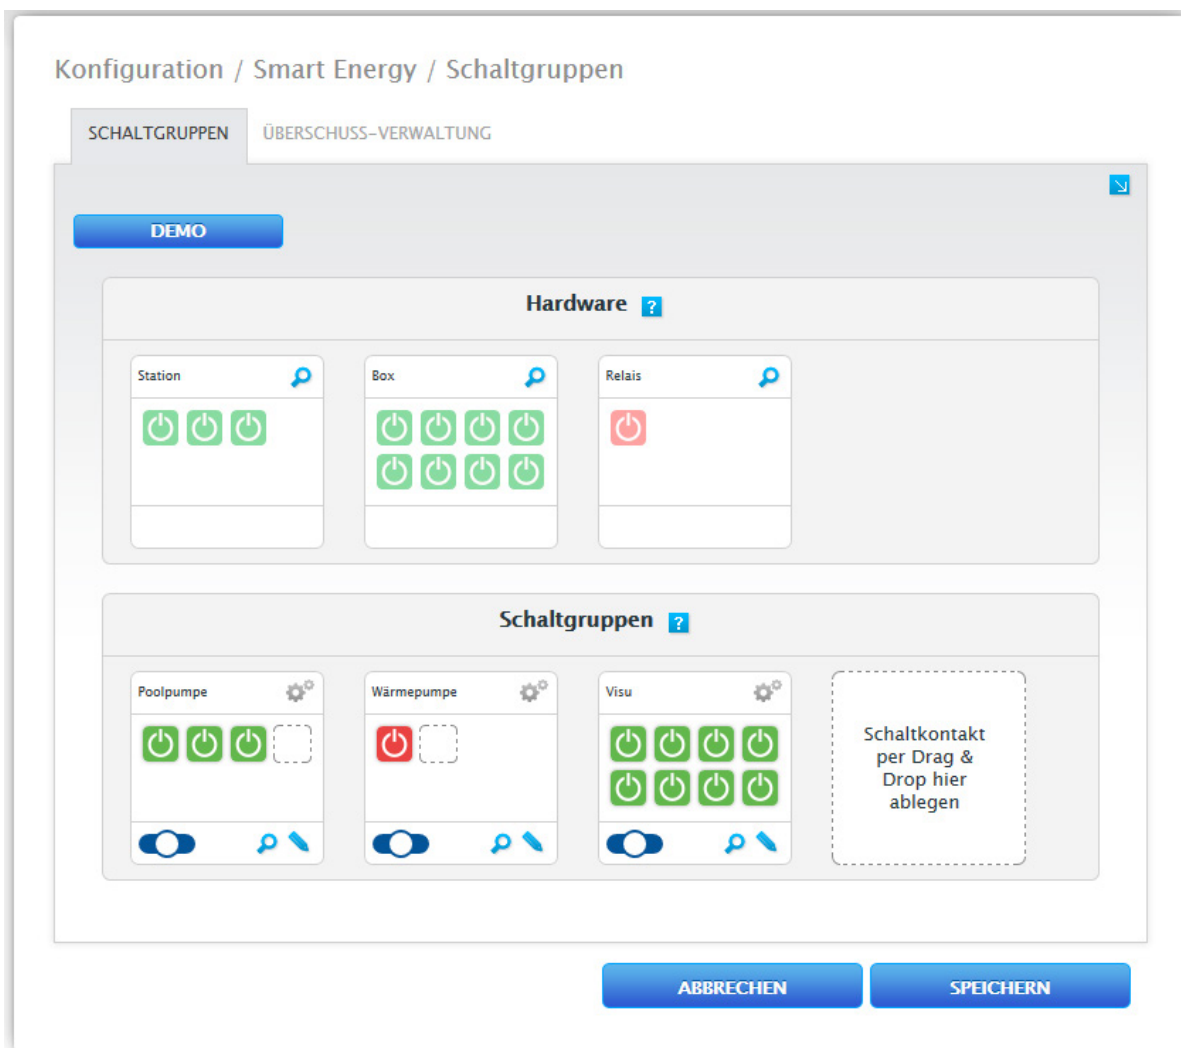 Konfiguration / Smart Energy / Schaltgruppen
SCHALTGRUPPEN ÜBERSCHUSS-VERWALTUNG
DEMO
Hardware ?
Station Box Relais
Schaltgruppen ?
Poolpumpe Wärmepumpe Visu
Schaltkontakt
per Drag &
Drop hier
ablegen
ABBRECHEN SPEICHERN